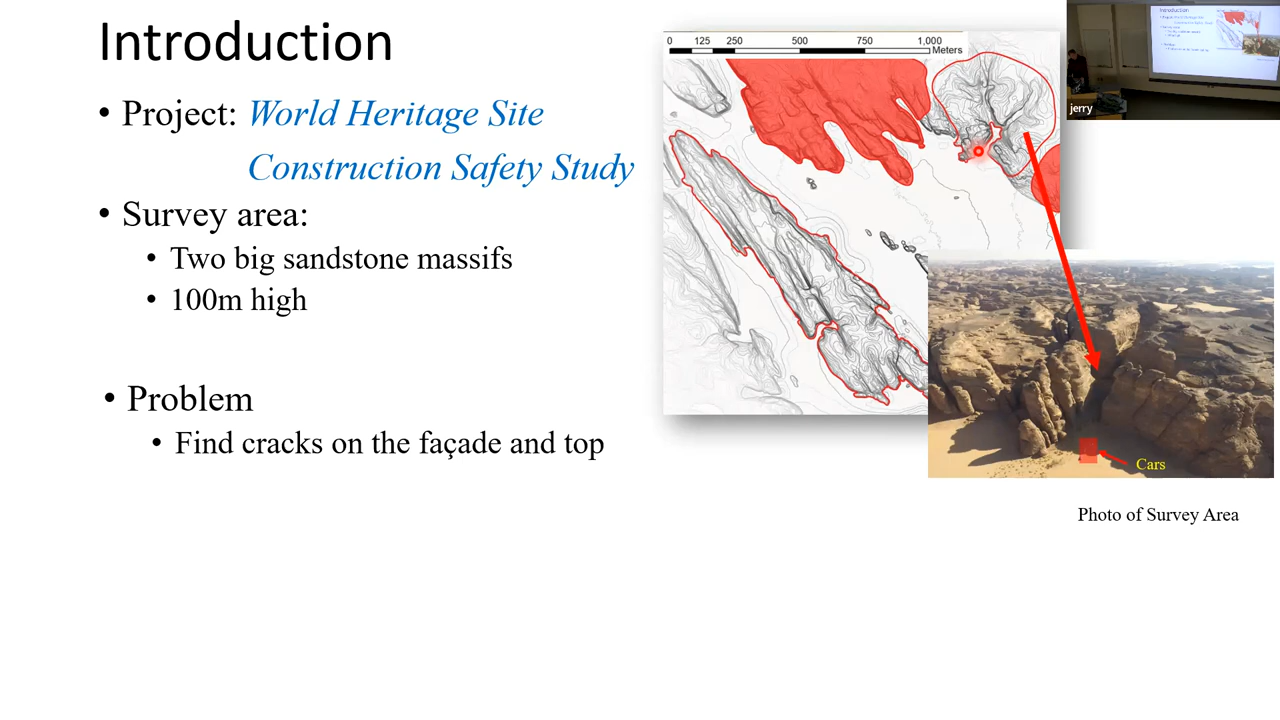 Introduction
• Project: World Heritage Site
Construction Safety Study
• Survey area:
• Two big sandstone massifs
• 100m high
• Problem
• Find cracks on the façade and top
0 125 250 500 750 1,000
Meters
Cars
Photo of Survey Area
jerry
Introduction